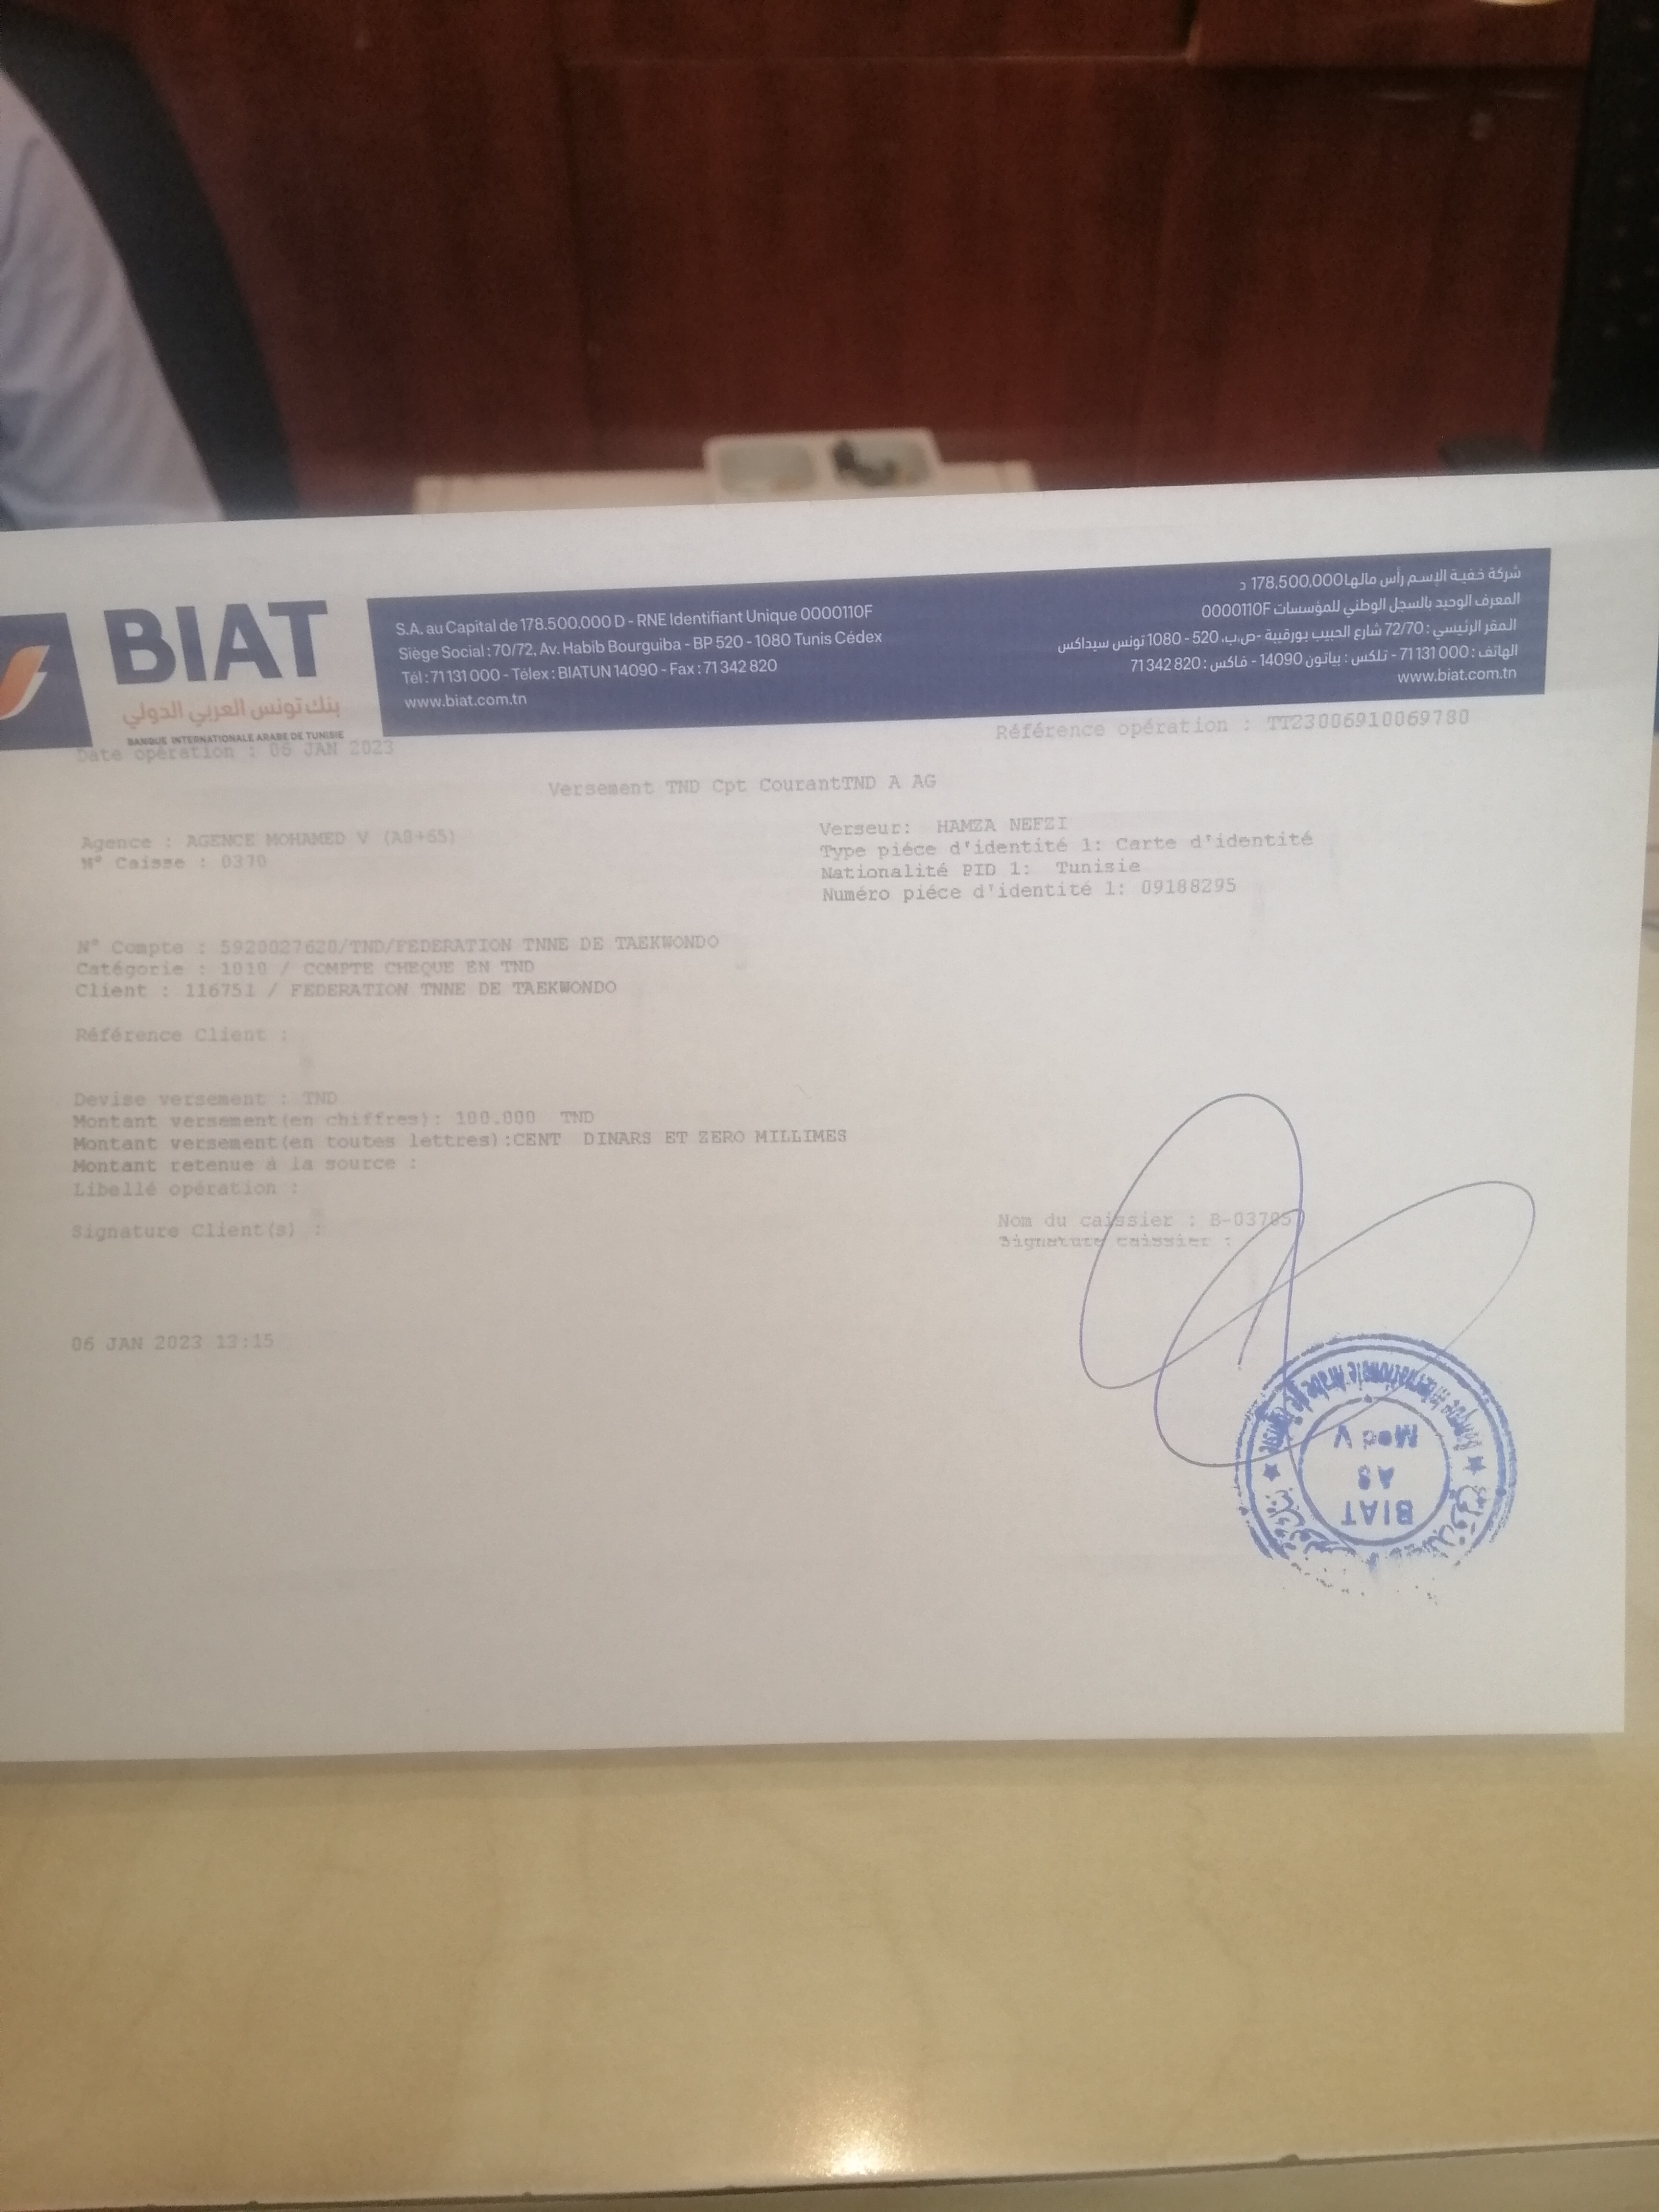 BIAT
بنك تونس العربي الدولي
BANQUE INTERNATIONALE ARABE DE TUNISIE
S.A. au Capital de 178.500.000 D - RNE Identifiant Unique 0000110F
Siège Social : 70/72, Av. Habib Bourguiba - BP 520 - 1080 Tunis Cédex
Tél : 71 131 000 - Télex : BIATUN 14090 - Fax : 71 342 820
www.biat.com.tn
شركة خفية الإسم رأس مالها 178.500.000 د
المعرف الوحيد بالسجل الوطني للمؤسسات 0000110F
المقر الرئيسي : 72/70 شارع الحبيب بورقيبة -ص.ب. 520 - 1080 تونس سيداكس
الهاتف : 71 131 000 - تلكس : بياتون 14090 - فاكس : 71 342 820
www.biat.com.tn
Date opération : 06 JAN 2023
Référence opération : TT23006910069780
Versement TND Cpt CourantTND A AG
Agence : AGENCE MOHAMED V (A8+65)
N° Caisse : 0370
Verseur: HAMZA NEFZI
Type piéce d'identité 1: Carte d'identité
Nationalité PID 1: Tunisie
Numéro piéce d'identité 1: 09188295
N° Compte : 5920027620/TND/FEDERATION TNNE DE TAEKWONDO
Catégorie : 1010 / COMPTE CHEQUE EN TND
Client : 116751 / FEDERATION TNNE DE TAEKWONDO
Référence Client :
Devise versement : TND
Montant versement(en chiffres): 100.000 TND
Montant versement(en toutes lettres):CENT DINARS ET ZERO MILLIMES
Montant retenue à la source :
Libellé opération :
Signature Client(s) :
Nom du caissier : B-03705
Signature caissier :
06 JAN 2023 13:15
Banque Internationale Arabe de Tunisie
BIAT
A8
Med V